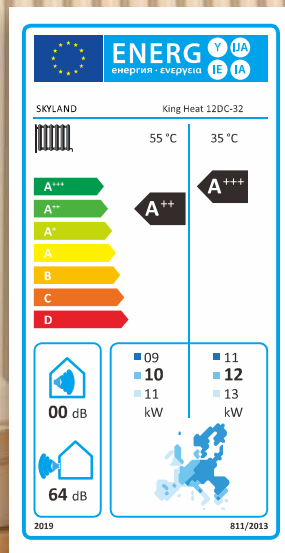 ENERG Y IJA
енергия · ενεργεια IE IA
SKYLAND King Heat 12DC-32
55 °C 35 °C
A+++ A+++
A++ A++
A+
A
B
C
D
09 11
10 12
11 13
kW kW
00 dB
64 dB
2019 811/2013